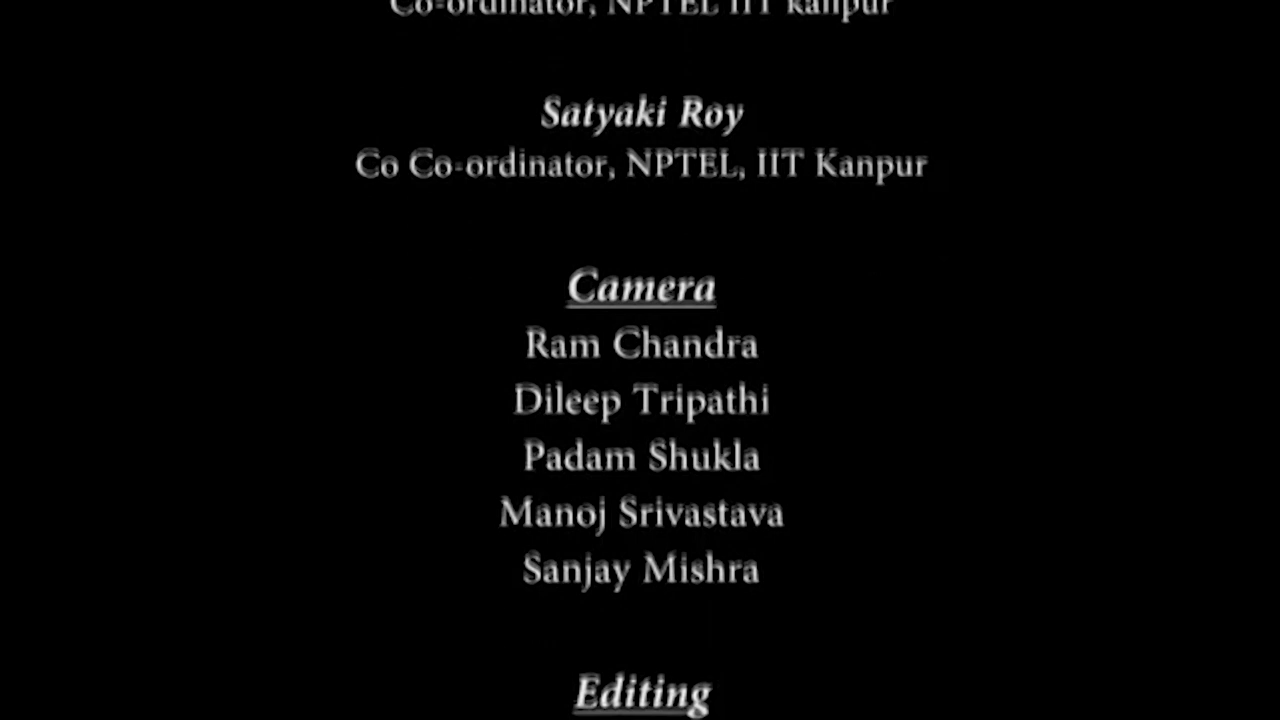 Co-ordinator, NPTEL IIT kanpur
Satyaki Roy
Co Co-ordinator, NPTEL, IIT Kanpur
Camera
Ram Chandra
Dileep Tripathi
Padam Shukla
Manoj Srivastava
Sanjay Mishra
Editing